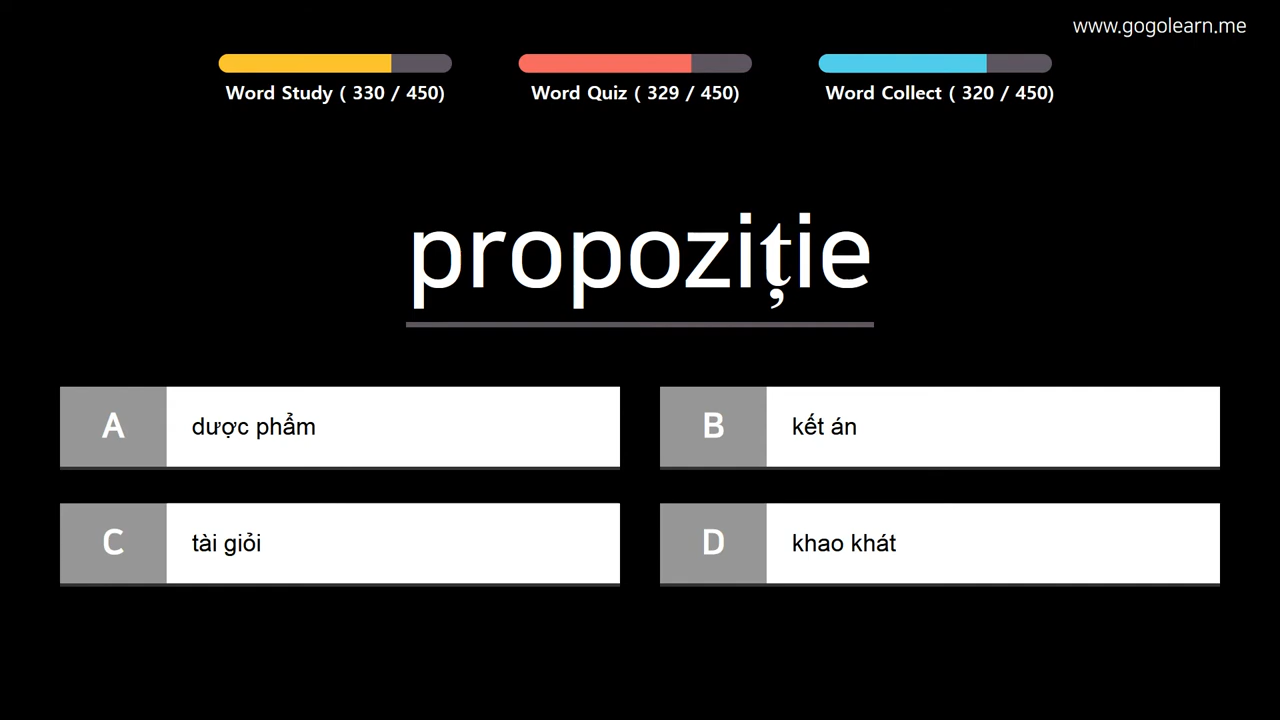 www.gogolearn.me
Word Study ( 330 / 450)
Word Quiz ( 329 / 450)
Word Collect ( 320 / 450)
propoziție
A dược phẩm
B kết án
C tài giỏi
D khao khát